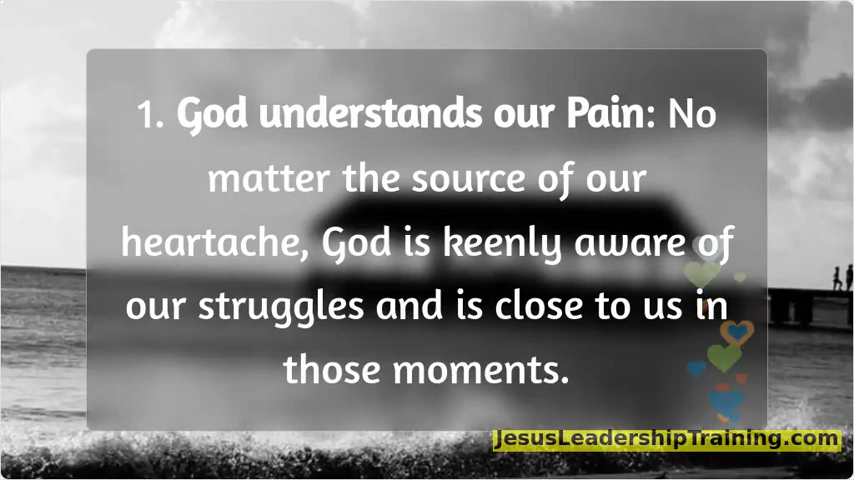 1. God understands our Pain: No
matter the source of our
heartache, God is keenly aware of
our struggles and is close to us in
those moments.
JesusLeadershipTraining.com